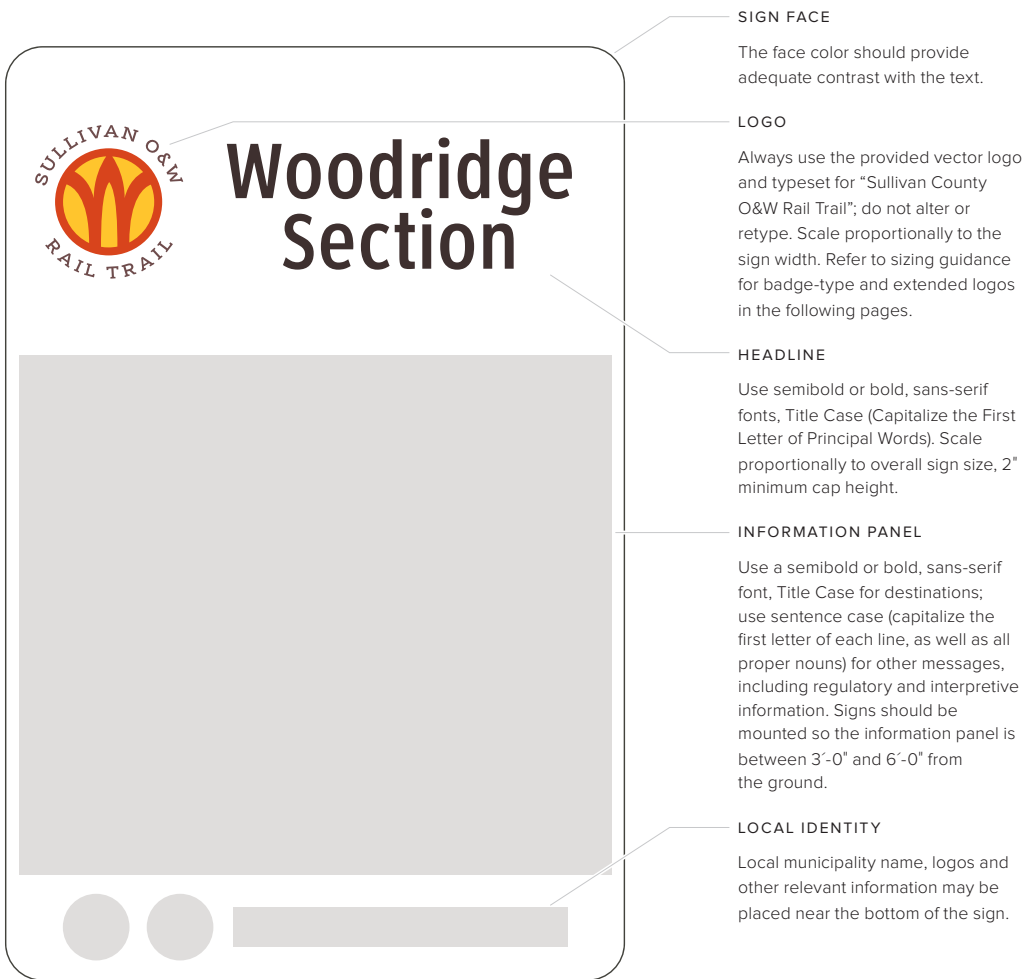 SULLIVAN O&W
RAIL TRAIL
Woodridge
Section
SIGN FACE
The face color should provide
adequate contrast with the text.
LOGO
Always use the provided vector logo
and typeset for “Sullivan County
O&W Rail Trail”; do not alter or
retype. Scale proportionally to the
sign width. Refer to sizing guidance
for badge-type and extended logos
in the following pages.
HEADLINE
Use semibold or bold, sans-serif
fonts, Title Case (Capitalize the First
Letter of Principal Words). Scale
proportionally to overall sign size, 2"
minimum cap height.
INFORMATION PANEL
Use a semibold or bold, sans-serif
font, Title Case for destinations;
use sentence case (capitalize the
first letter of each line, as well as all
proper nouns) for other messages,
including regulatory and interpretive
information. Signs should be
mounted so the information panel is
between 3´-0" and 6´-0" from
the ground.
LOCAL IDENTITY
Local municipality name, logos and
other relevant information may be
placed near the bottom of the sign.